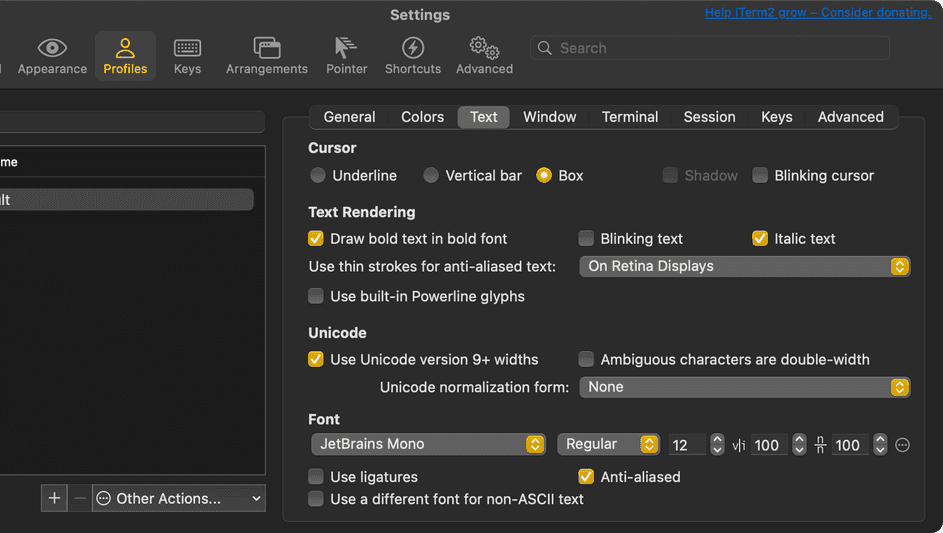 Settings
Help iTerm2 grow – Consider donating.
Appearance
Profiles
Keys
Arrangements
Pointer
Shortcuts
Advanced
Search
General
Colors
Text
Window
Terminal
Session
Keys
Advanced
Cursor
Underline
Vertical bar
Box
Shadow
Blinking cursor
Text Rendering
Draw bold text in bold font
Blinking text
Italic text
Use thin strokes for anti-aliased text:
On Retina Displays
Use built-in Powerline glyphs
Unicode
Use Unicode version 9+ widths
Ambiguous characters are double-width
Unicode normalization form:
None
Font
JetBrains Mono
Regular
12
100
100
Use ligatures
Anti-aliased
Use a different font for non-ASCII text
me
lt
Other Actions...